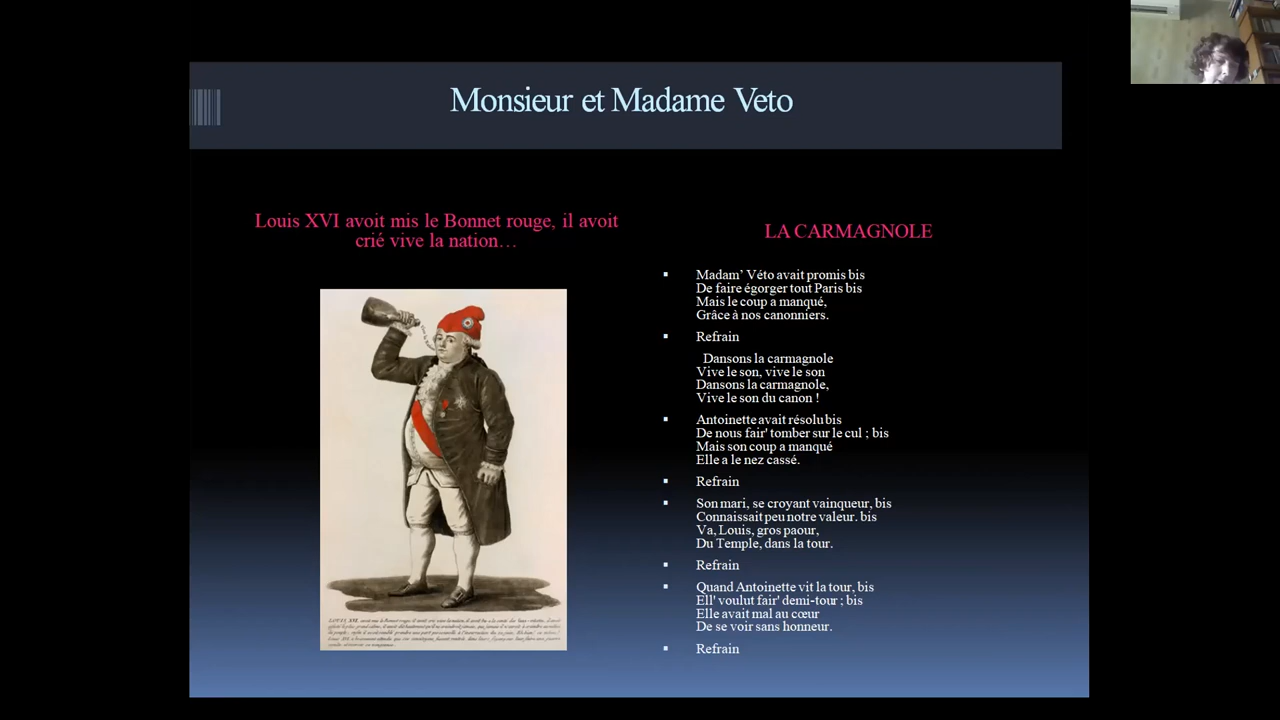 Monsieur et Madame Veto
Louis XVI avoit mis le Bonnet rouge, il avoit
crié vive la nation…
LA CARMAGNOLE
Madam’ Véto avait promis bis
De faire égorger tout Paris bis
Mais le coup a manqué,
Grâce à nos canonniers.
Refrain
Dansons la carmagnole
Vive le son, vive le son
Dansons la carmagnole,
Vive le son du canon !
Antoinette avait résolu bis
De nous fair' tomber sur le cul ; bis
Mais son coup a manqué
Elle a le nez cassé.
Refrain
Son mari, se croyant vainqueur, bis
Connaissait peu notre valeur. bis
Va, Louis, gros paour,
Du Temple, dans la tour.
Refrain
Quand Antoinette vit la tour, bis
Ell' voulut fair' demi-tour ; bis
Elle avait mal au cœur
De se voir sans honneur.
Refrain